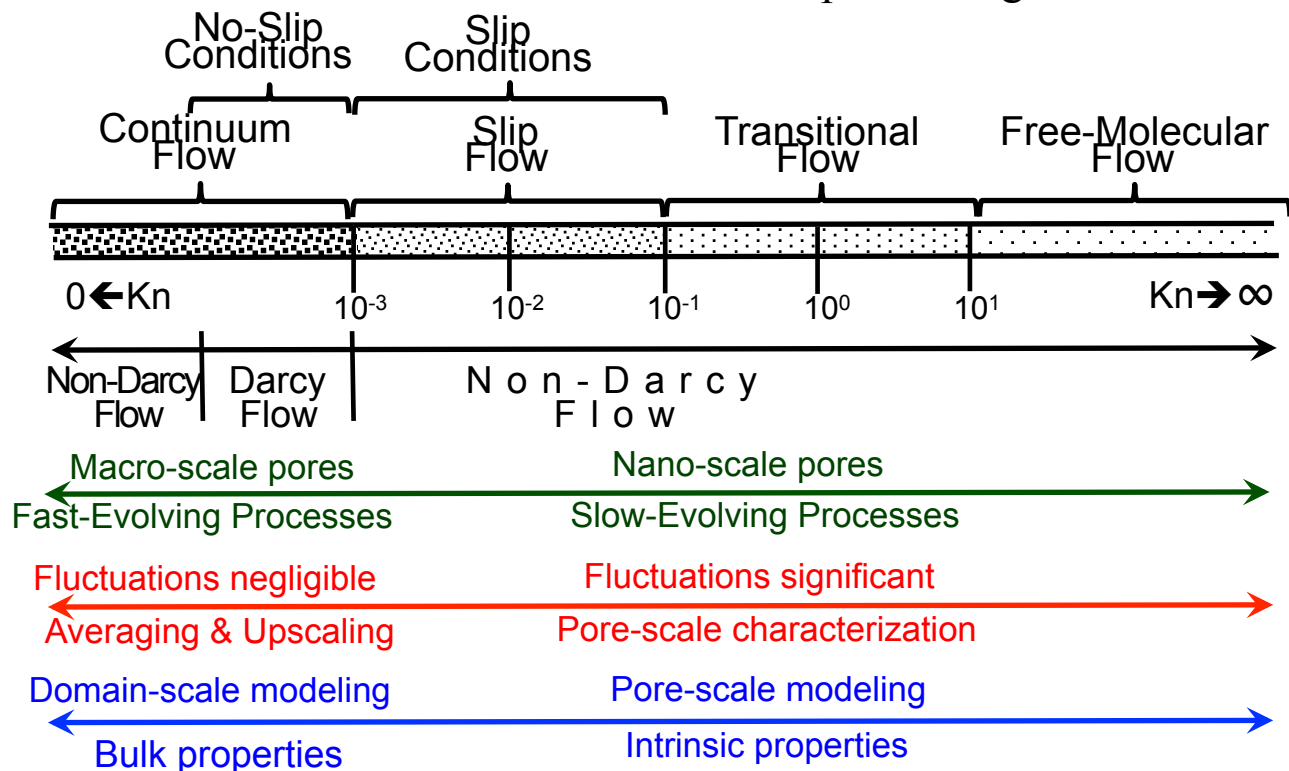 No-Slip
Conditions
Slip
Conditions
Continuum
Flow
Slip
Flow
Transitional
Flow
Free-Molecular
Flow
0←Kn
10⁻³
10⁻²
10⁻¹
10⁰
10¹
Kn→∞
Non-Darcy
Flow
Darcy
Flow
Non-Darcy
Flow
Macro-scale pores
Nano-scale pores
Fast-Evolving Processes
Slow-Evolving Processes
Fluctuations negligible
Fluctuations significant
Averaging & Upscaling
Pore-scale characterization
Domain-scale modeling
Pore-scale modeling
Bulk properties
Intrinsic properties